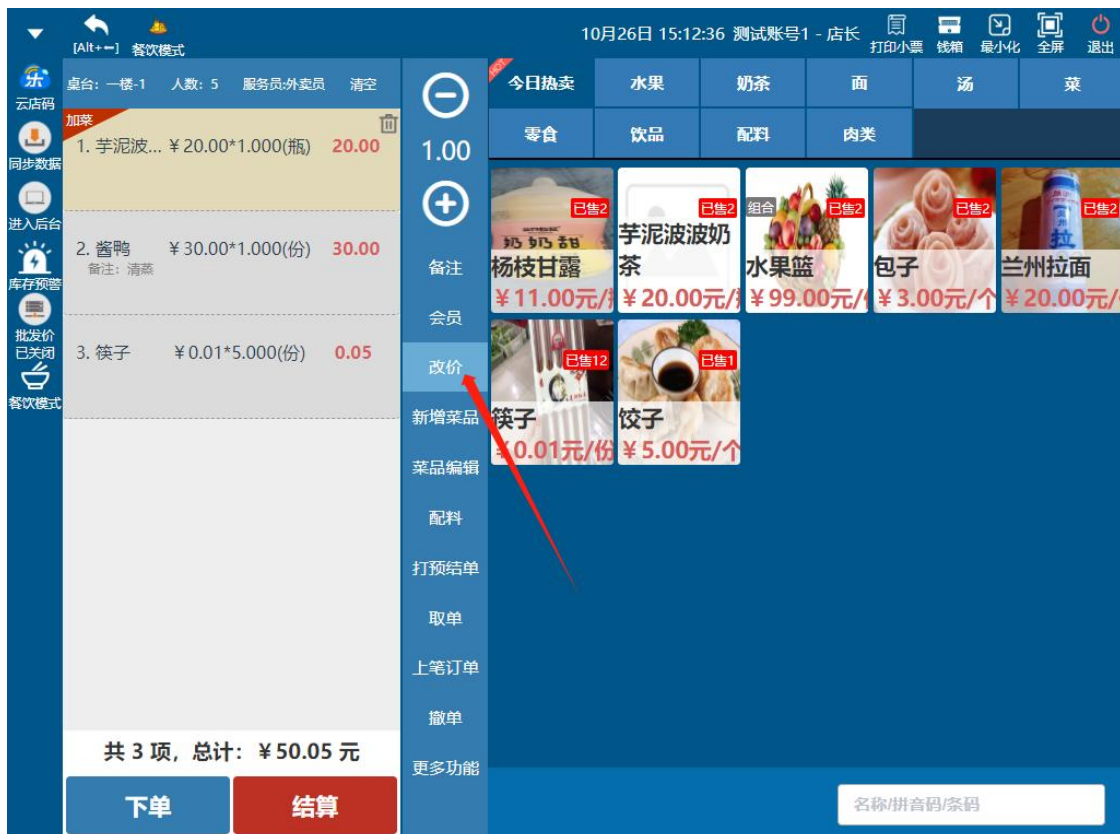 10月26日 15:12:36 测试账号1 - 店长
打印小票
钱箱
最小化
全屏
退出
[Alt+←]
餐饮模式
乐
云店码
同步数据
进入后台
库存预警
批发价
已关闭
餐饮模式
桌台: 一楼-1 人数: 5 服务员:外卖员 清空
加菜
1. 芋泥波... ￥20.00*1.000(瓶) 20.00
2. 酱鸭 ￥30.00*1.000(份) 30.00
备注: 清蒸
3. 筷子 ￥0.01*5.000(份) 0.05
共 3 项, 总计: ￥50.05 元
下单
结算
1.00
备注
会员
改价
新增菜品
菜品编辑
配料
打预结单
取单
上笔订单
撤单
更多功能
HOT
今日热卖 水果 奶茶 面 汤 菜
零食 饮品 配料 肉类
已售2
杨枝甘露
￥11.00元/
已售2
芋泥波波奶
茶
￥20.00元/
组合
已售2
水果篮
￥99.00元/
已售2
包子
￥3.00元/个
已售2
兰州拉面
￥20.00元/
已售12
筷子
￥0.01元/份
已售1
饺子
￥5.00元/个
名称/拼音码/条码